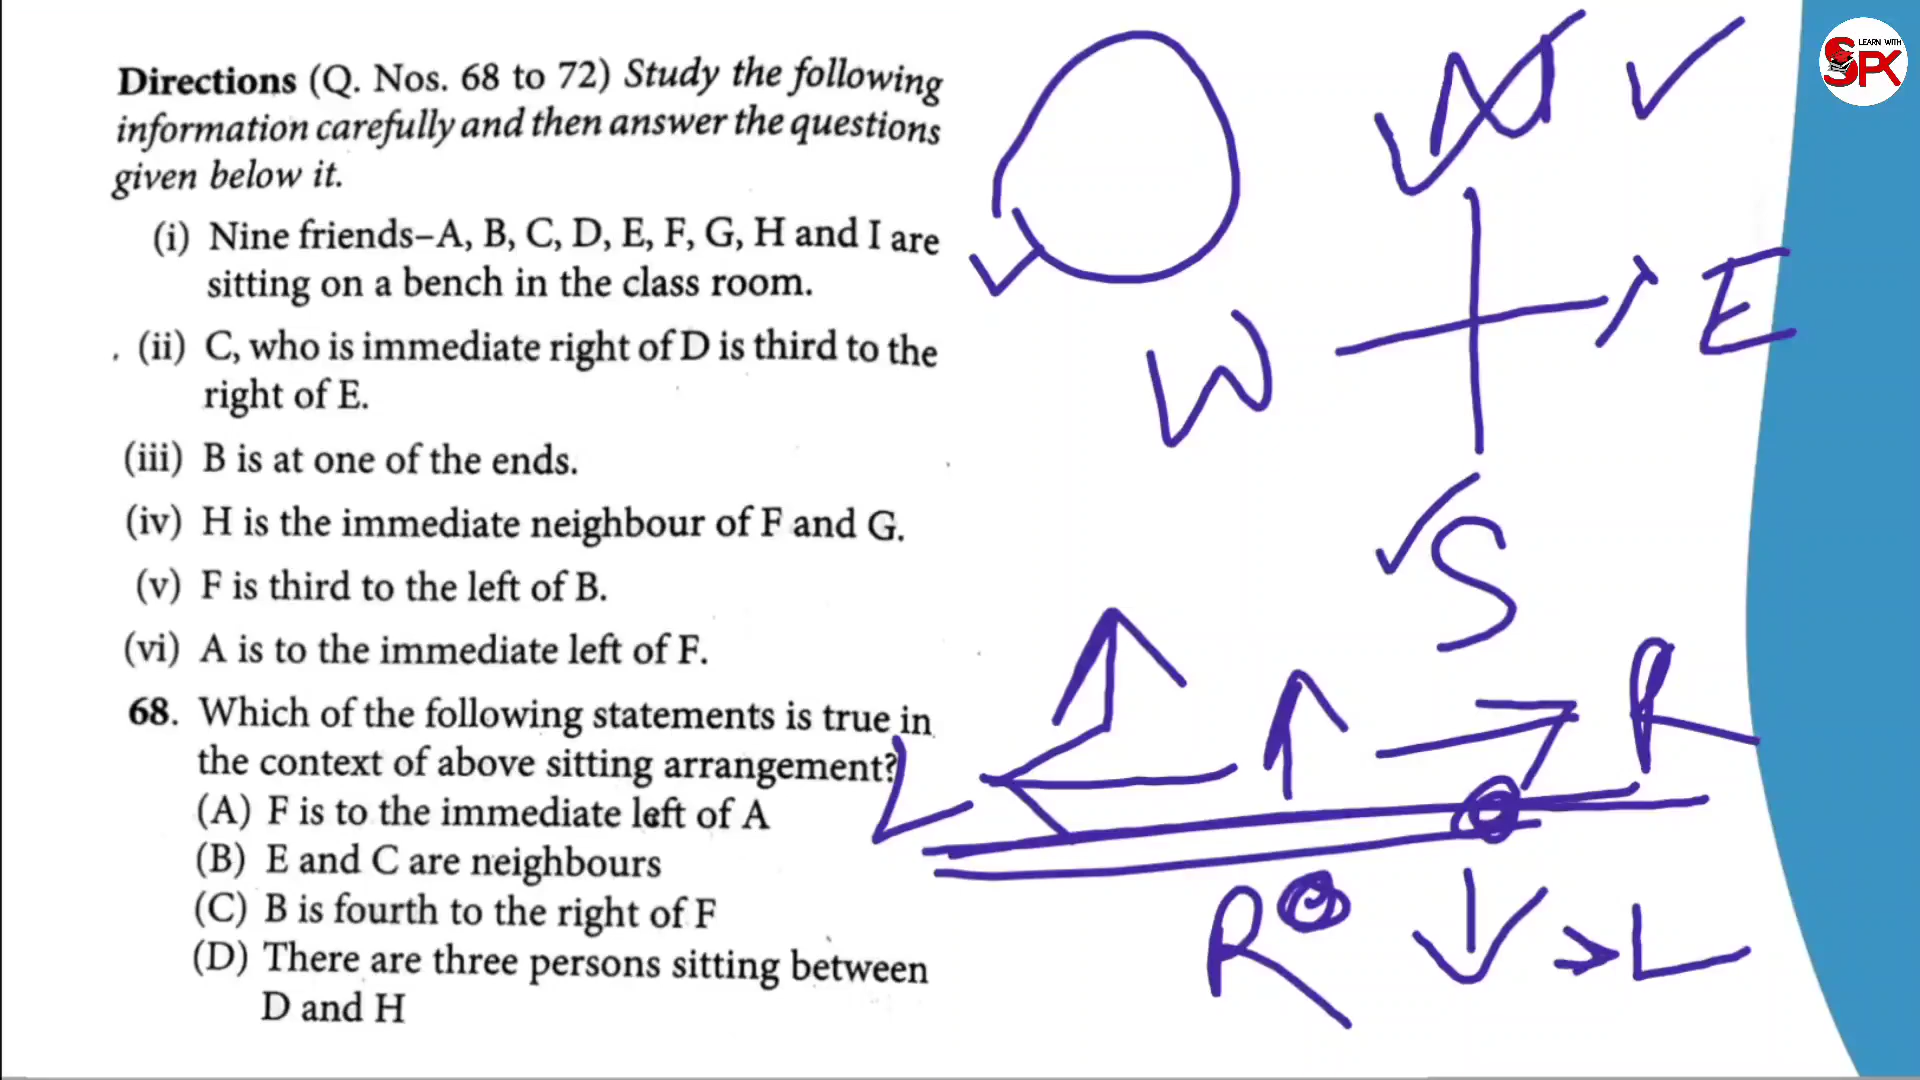 Directions (Q. Nos. 68 to 72) Study the following
information carefully and then answer the questions
given below it.
(i) Nine friends–A, B, C, D, E, F, G, H and I are
sitting on a bench in the class room.
(ii) C, who is immediate right of D is third to the
right of E.
(iii) B is at one of the ends.
(iv) H is the immediate neighbour of F and G.
(v) F is third to the left of B.
(vi) A is to the immediate left of F.
68. Which of the following statements is true in
the context of above sitting arrangement?
(A) F is to the immediate left of A
(B) E and C are neighbours
(C) B is fourth to the right of F
(D) There are three persons sitting between
D and H
N
W
E
S
L
R
R
L
LEARN WITH
SPK